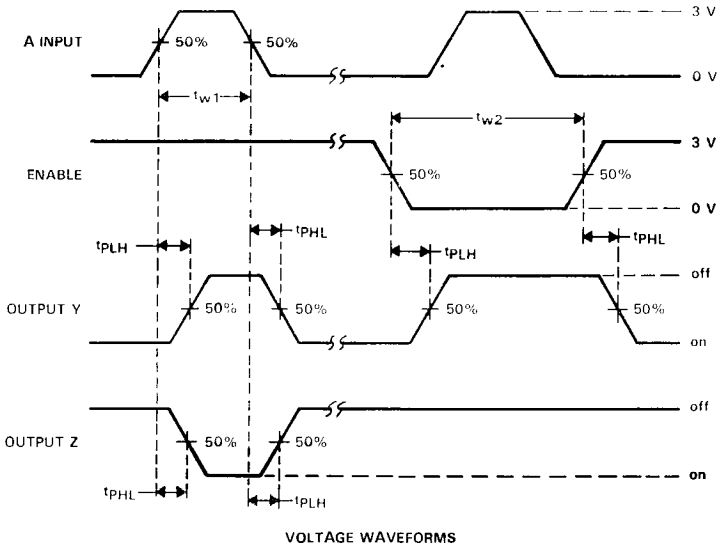 3 V
A INPUT
50%
50%
0 V
tw1
tw2
3 V
ENABLE
50%
50%
0 V
tPLH
tPHL
tPLH
tPHL
off
OUTPUT Y
50%
50%
50%
50%
on
off
OUTPUT Z
50%
50%
on
tPHL
tPLH
VOLTAGE WAVEFORMS